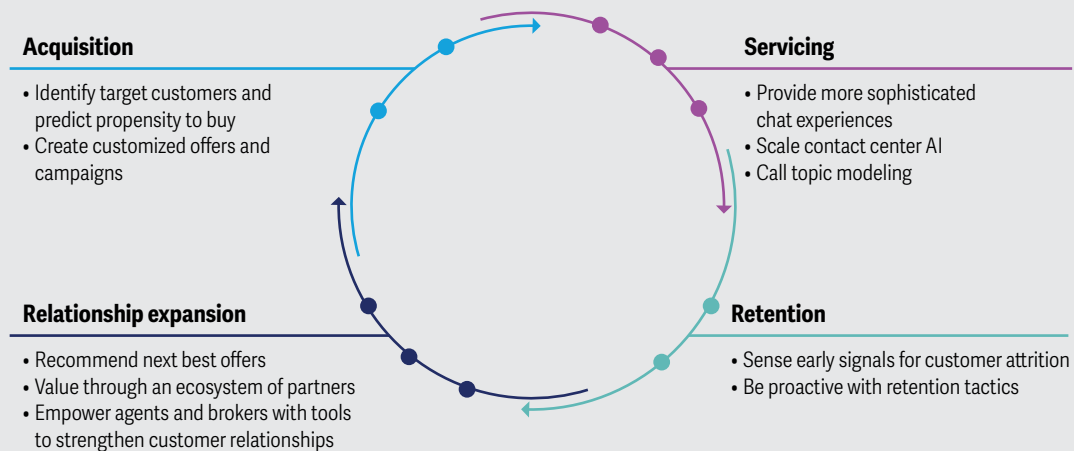 Acquisition
• Identify target customers and
predict propensity to buy
• Create customized offers and
campaigns
Servicing
• Provide more sophisticated
chat experiences
• Scale contact center AI
• Call topic modeling
Relationship expansion
• Recommend next best offers
• Value through an ecosystem of partners
• Empower agents and brokers with tools
to strengthen customer relationships
Retention
• Sense early signals for customer attrition
• Be proactive with retention tactics